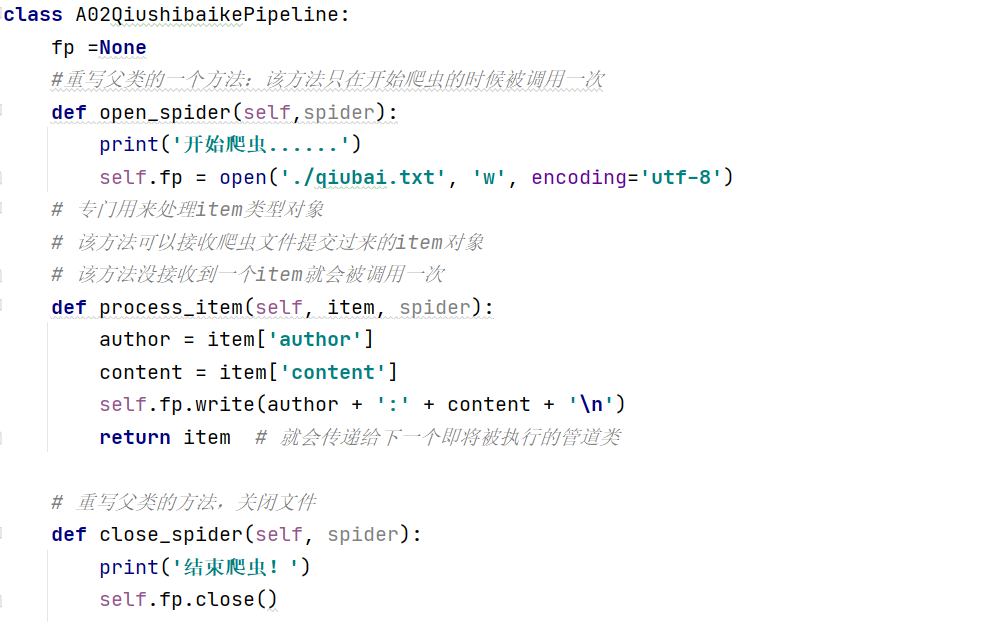 class A02QiushibaikePipeline:
    fp =None
    #重写父类的一个方法：该方法只在开始爬虫的时候被调用一次
    def open_spider(self,spider):
        print('开始爬虫......')
        self.fp = open('./qiubai.txt', 'w', encoding='utf-8')
    # 专门用来处理item类型对象
    # 该方法可以接收爬虫文件提交过来的item对象
    # 该方法没接收到一个item就会被调用一次
    def process_item(self, item, spider):
        author = item['author']
        content = item['content']
        self.fp.write(author + ':' + content + '\n')
        return item  # 就会传递给下一个即将被执行的管道类
    # 重写父类的方法，关闭文件
    def close_spider(self, spider):
        print('结束爬虫！')
        self.fp.close()